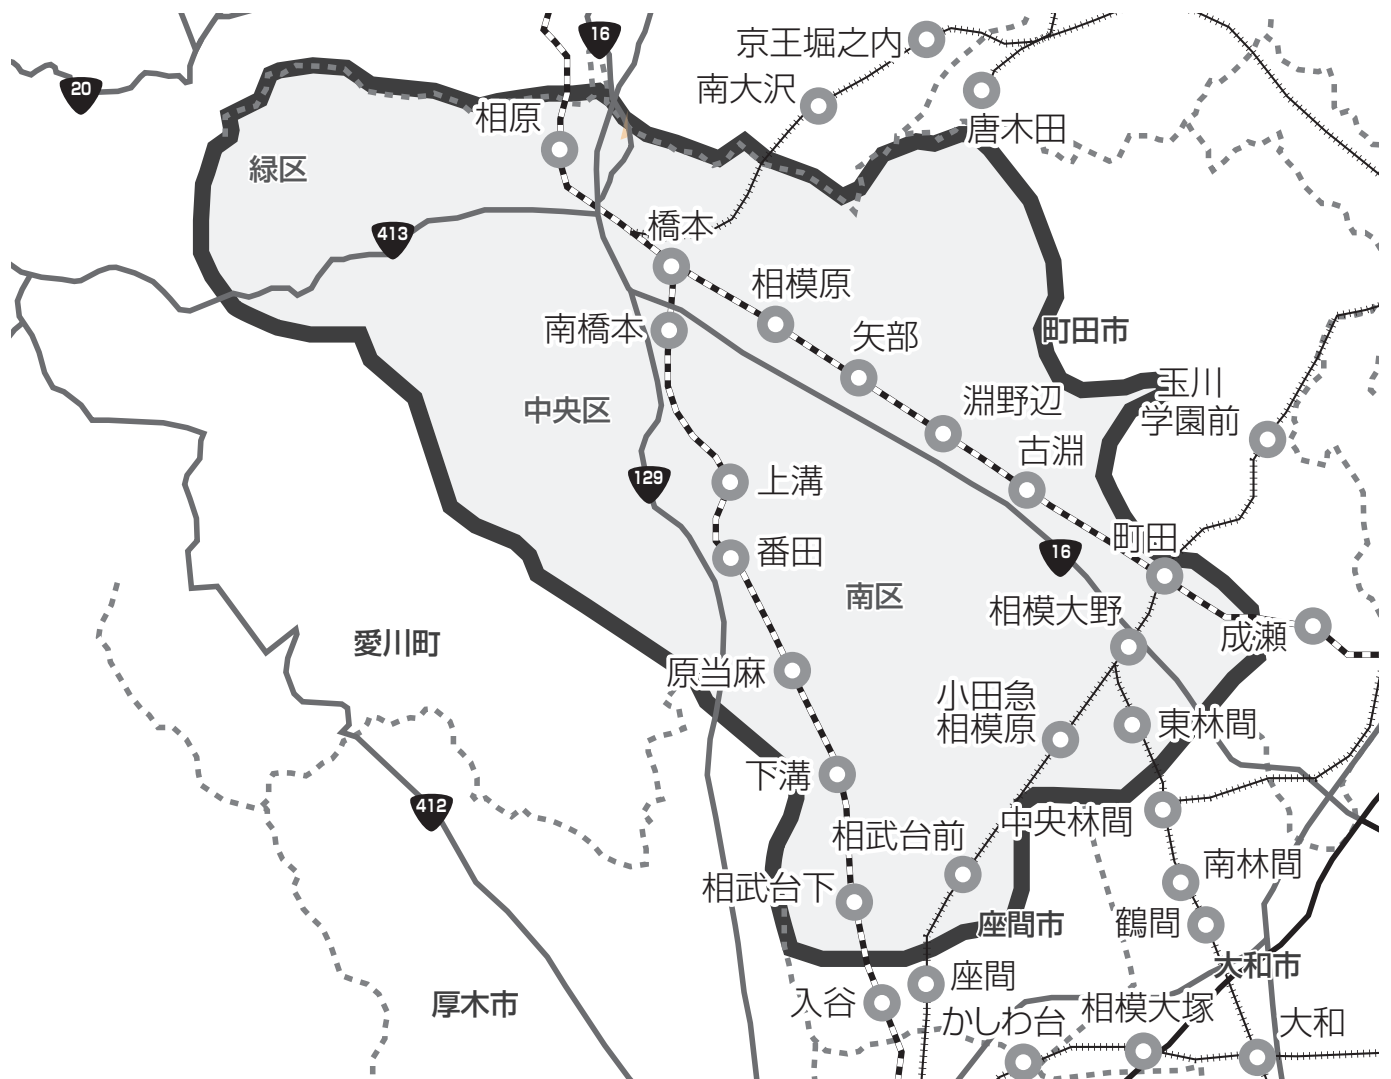 16
京王堀之内
20
南大沢
相原
唐木田
緑区
橋本
413
相模原
南橋本
町田市
矢部
玉川
学園前
中央区
淵野辺
古淵
129
上溝
町田
番田
16
南区
相模大野
成瀬
愛川町
原当麻
小田急
相模原
東林間
下溝
412
中央林間
相武台前
南林間
相武台下
鶴間
座間市
大和市
座間
厚木市
入谷
かしわ台
相模大塚
大和